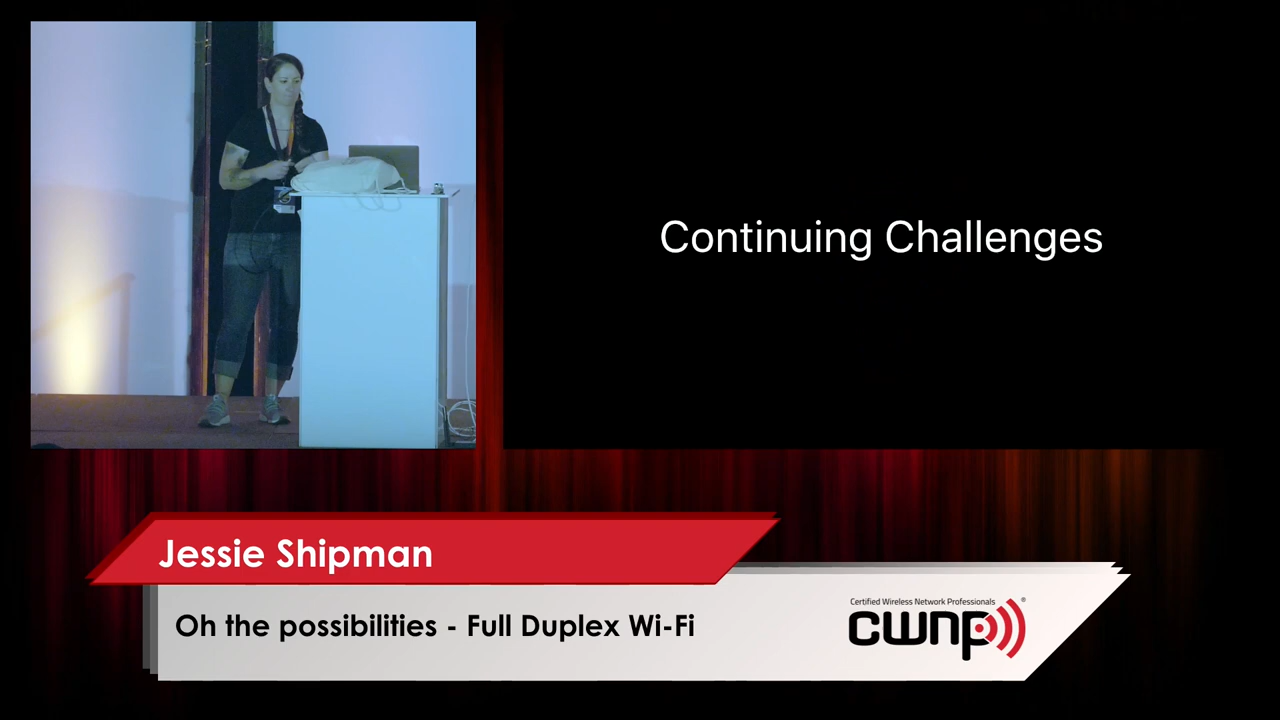 Continuing Challenges
Jessie Shipman
Oh the possibilities - Full Duplex Wi-Fi
Certified Wireless Network Professionals
cwnp®